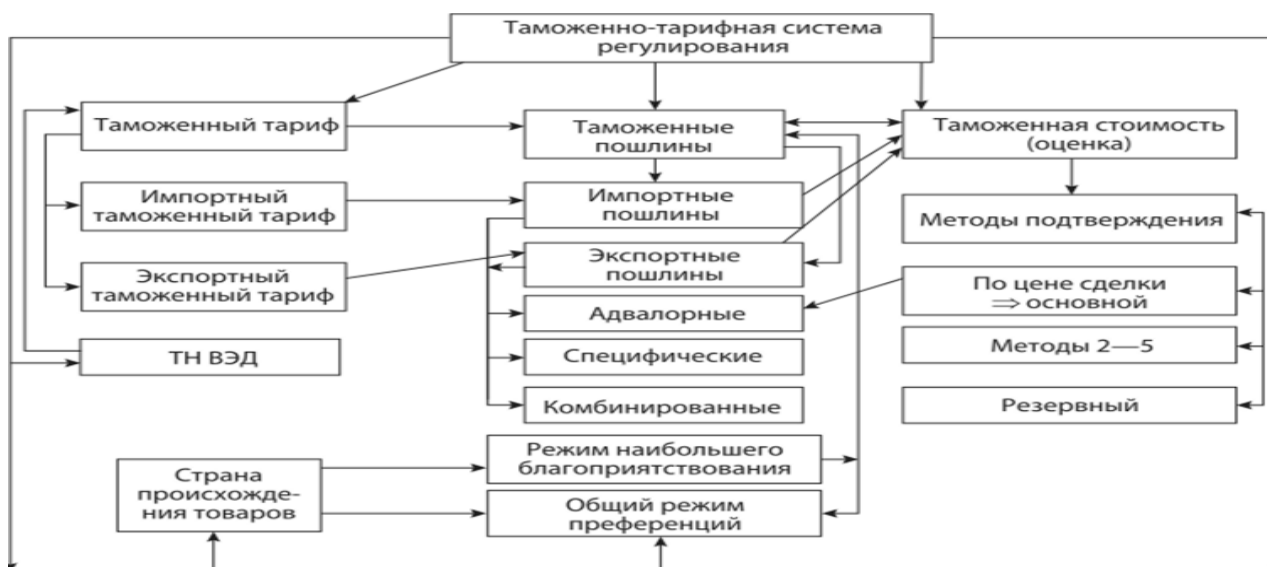 Таможенно-тарифная система
регулирования
Таможенный тариф
Таможенные
пошлины
Таможенная стоимость
(оценка)
Импортный
таможенный тариф
Импортные
пошлины
Методы подтверждения
Экспортный
таможенный тариф
Экспортные
пошлины
По цене сделки
⇒ основной
Адвалорные
ТН ВЭД
Специфические
Методы 2—5
Комбинированные
Резервный
Страна
происхожде-
ния товаров
Режим наибольшего
благоприятствования
Общий режим
преференций